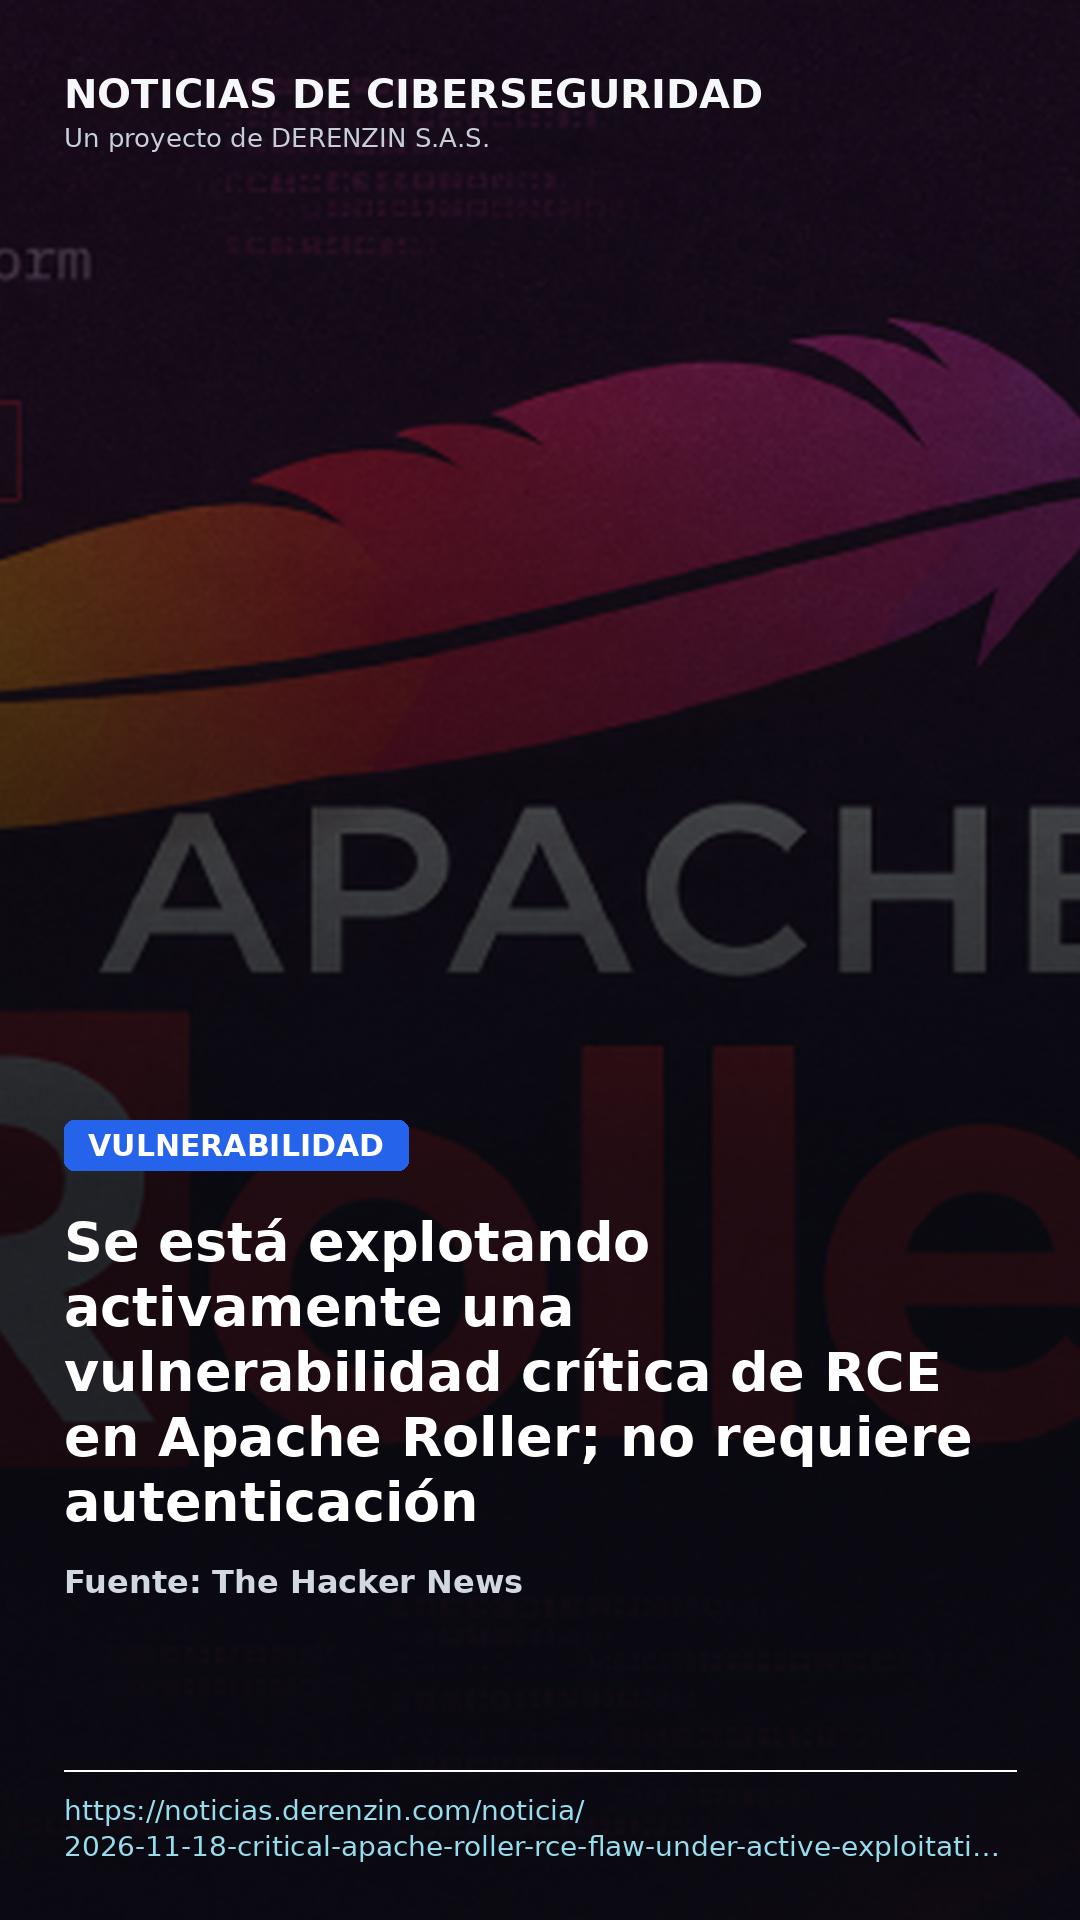 NOTICIAS DE CIBERSEGURIDAD
Un proyecto de DERENZIN S.A.S.
orm
APACHE
Rolle
VULNERABILIDAD
Se está explotando
activamente una
vulnerabilidad crítica de RCE
en Apache Roller; no requiere
autenticación
Fuente: The Hacker News
https://noticias.derenzin.com/noticia/
2026-11-18-critical-apache-roller-rce-flaw-under-active-exploitati…